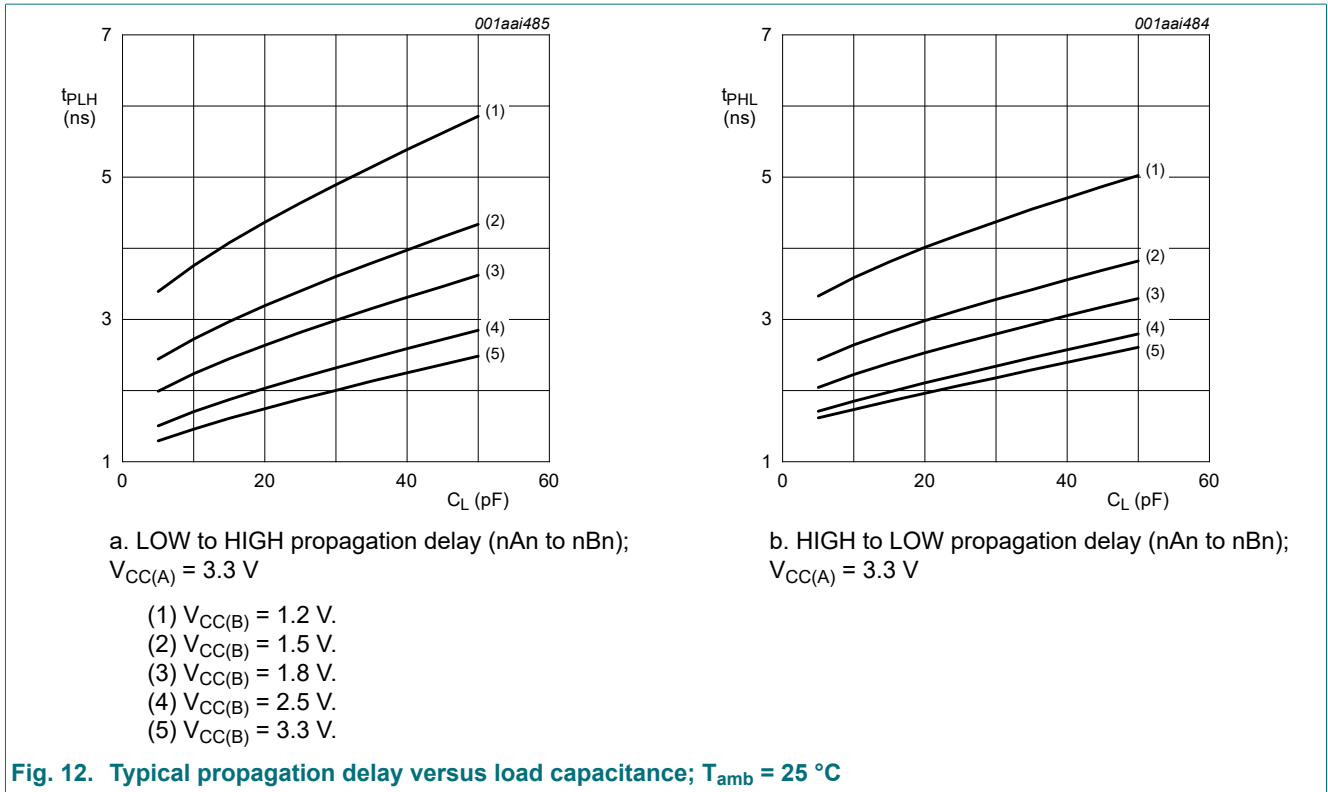 001aai485
7
tPLH
(ns)
(1)
5
(2)
(3)
3
(4)
(5)
1
0
20
40
60
CL (pF)
a. LOW to HIGH propagation delay (nAn to nBn);
VCC(A) = 3.3 V
(1) VCC(B) = 1.2 V.
(2) VCC(B) = 1.5 V.
(3) VCC(B) = 1.8 V.
(4) VCC(B) = 2.5 V.
(5) VCC(B) = 3.3 V.
001aai484
7
tPHL
(ns)
(1)
5
(2)
(3)
3
(4)
(5)
1
0
20
40
60
CL (pF)
b. HIGH to LOW propagation delay (nAn to nBn);
VCC(A) = 3.3 V
Fig. 12. Typical propagation delay versus load capacitance; Tamb = 25 °C